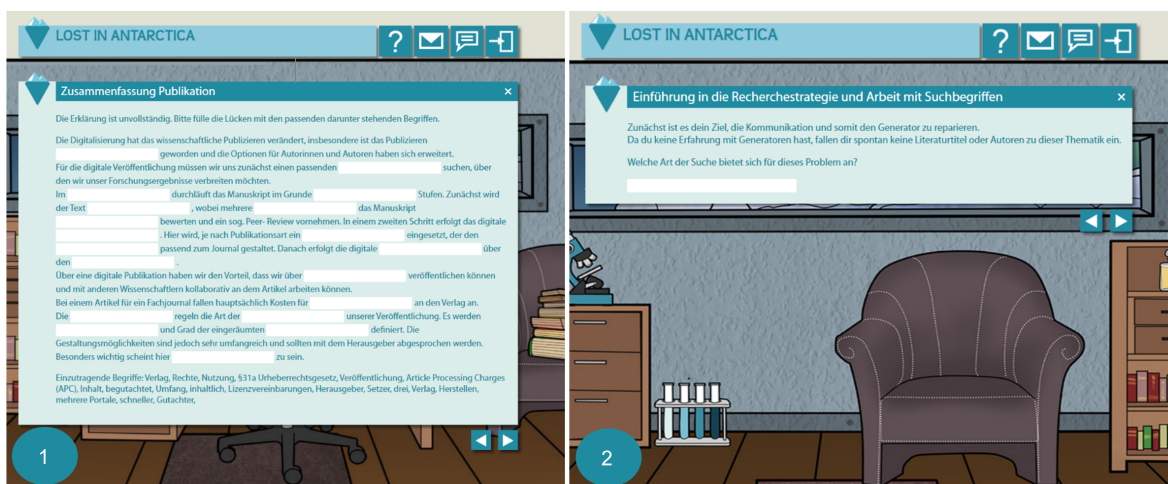 LOST IN ANTARCTICA
?
Zusammenfassung Publikation
×
Die Erklärung ist unvollständig. Bitte fülle die Lücken mit den passenden darunter stehenden Begriffen.
Die Digitalisierung hat das wissenschaftliche Publizieren verändert, insbesondere ist das Publizieren
geworden und die Optionen für Autorinnen und Autoren haben sich erweitert.
Für die digitale Veröffentlichung müssen wir uns zunächst einen passenden suchen, über
den wir unser Forschungsergebnisse verbreiten möchten.
Im durchläuft das Manuskript im Grunde Stufen. Zunächst wird
der Text , wobei mehrere das Manuskript
bewerten und ein sog. Peer- Review vornehmen. In einem zweiten Schritt erfolgt das digitale
. Hier wird, je nach Publikationsart ein eingesetzt, der den
passend zum Journal gestaltet. Danach erfolgt die digitale über
den .
Über eine digitale Publikation haben wir den Vorteil, dass wir über veröffentlichen können
und mit anderen Wissenschaftlern kollaborativ an dem Artikel arbeiten können.
Bei einem Artikel für ein Fachjournal fallen hauptsächlich Kosten für an den Verlag an.
Die regeln die Art der unserer Veröffentlichung. Es werden
und Grad der eingeräumten definiert. Die
Gestaltungsmöglichkeiten sind jedoch sehr umfangreich und sollten mit dem Herausgeber abgesprochen werden.
Besonders wichtig scheint hier zu sein.
Einzutragende Begriffe: Verlag, Rechte, Nutzung, §31a Urheberrechtsgesetz, Veröffentlichung, Article Processing Charges
(APC), Inhalt, begutachtet, Umfang, inhaltlich, Lizenzvereinbarungen, Herausgeber, Setzer, drei, Verlag, Herstellen,
mehrere Portale, schneller, Gutachter,
1
LOST IN ANTARCTICA
?
Einführung in die Recherchestrategie und Arbeit mit Suchbegriffen
×
Zunächst ist es dein Ziel, die Kommunikation und somit den Generator zu reparieren.
Da du keine Erfahrung mit Generatoren hast, fallen dir spontan keine Literaturtitel oder Autoren zu dieser Thematik ein.
Welche Art der Suche bietet sich für dieses Problem an?
2